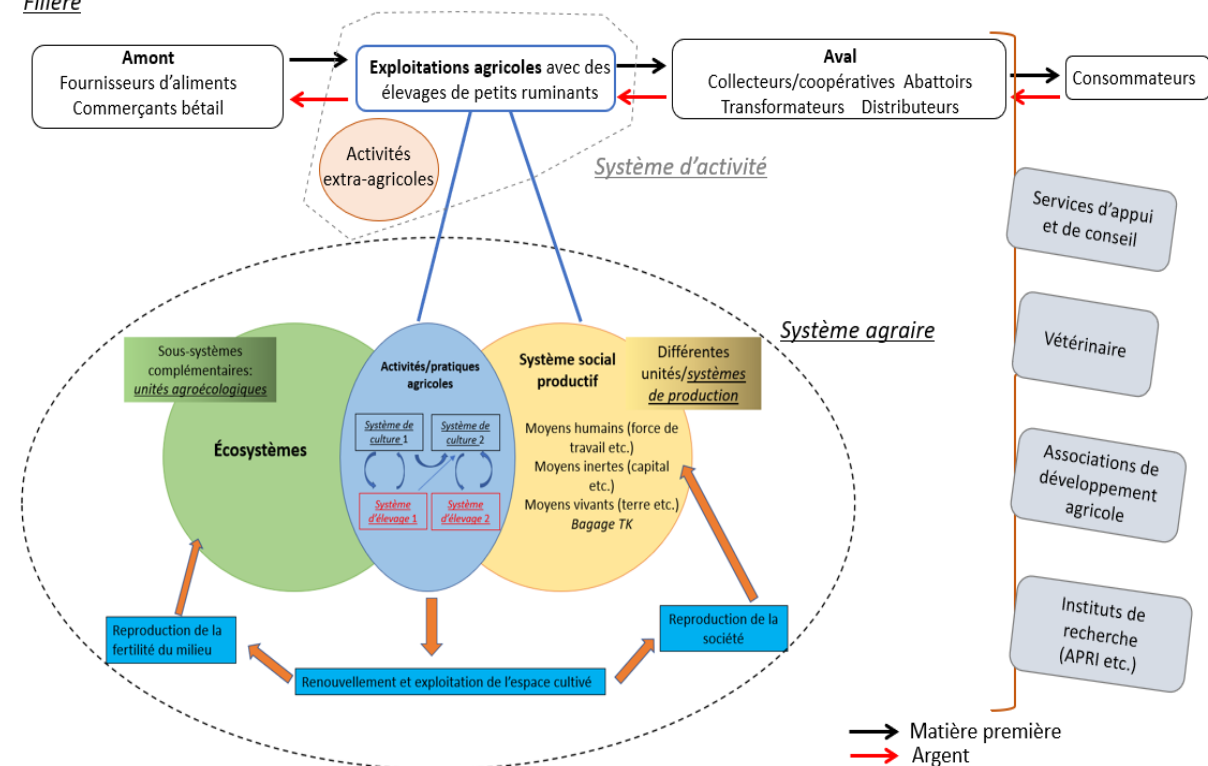 Filière
Amont
Fournisseurs d'aliments
Commerçants bétail
Exploitations agricoles avec des
élevages de petits ruminants
Aval
Collecteurs/coopératives Abattoirs
Transformateurs Distributeurs
Consommateurs
Activités
extra-agricoles
Système d'activité
Services d'appui
et de conseil
Vétérinaire
Associations de
développement
agricole
Instituts de
recherche
(APRI etc.)
Système agraire
Sous-systèmes
complémentaires:
unités agroécologiques
Écosystèmes
Activités/pratiques
agricoles
Système de
culture 1
Système de
culture 2
Système
d'élevage 1
Système
d'élevage 2
Système social
productif
Différentes
unités/systèmes
de production
Moyens humains (force de
travail etc.)
Moyens inertes (capital
etc.)
Moyens vivants (terre etc.)
Bagage TK
Reproduction de la
fertilité du milieu
Renouvellement et exploitation de l'espace cultivé
Reproduction de la
société
Matière première
Argent